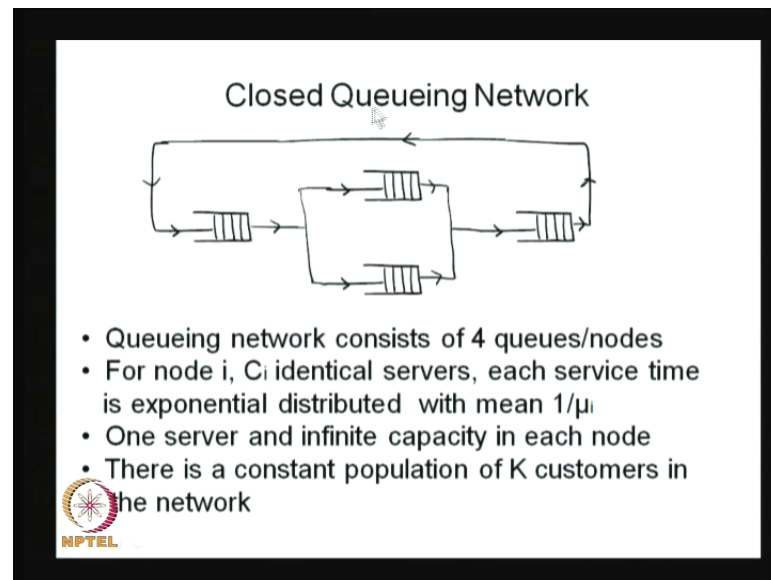 Closed Queueing Network
• Queueing network consists of 4 queues/nodes
• For node i, Ci identical servers, each service time
is exponential distributed with mean 1/μi
• One server and infinite capacity in each node
• There is a constant population of K customers in
the network
NPTEL